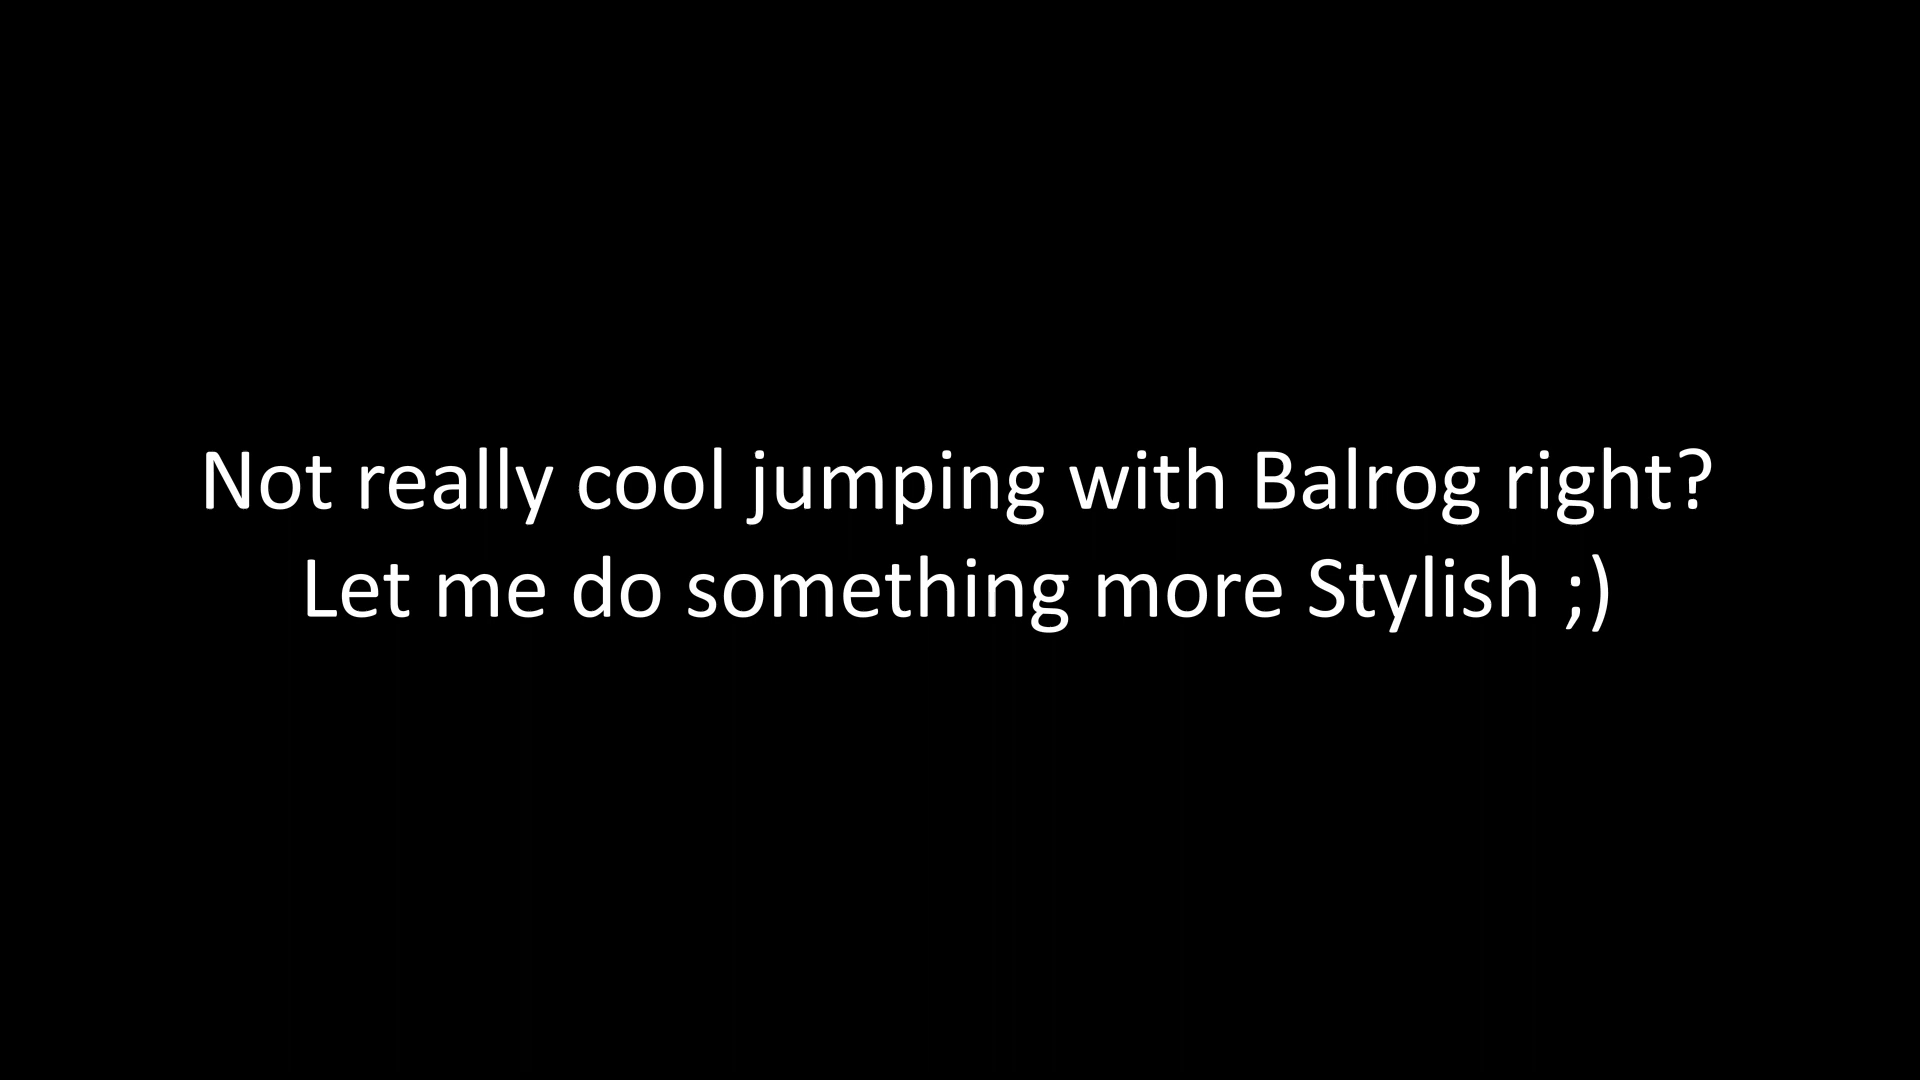 Not really cool jumping with Balrog right?
Let me do something more Stylish ;)